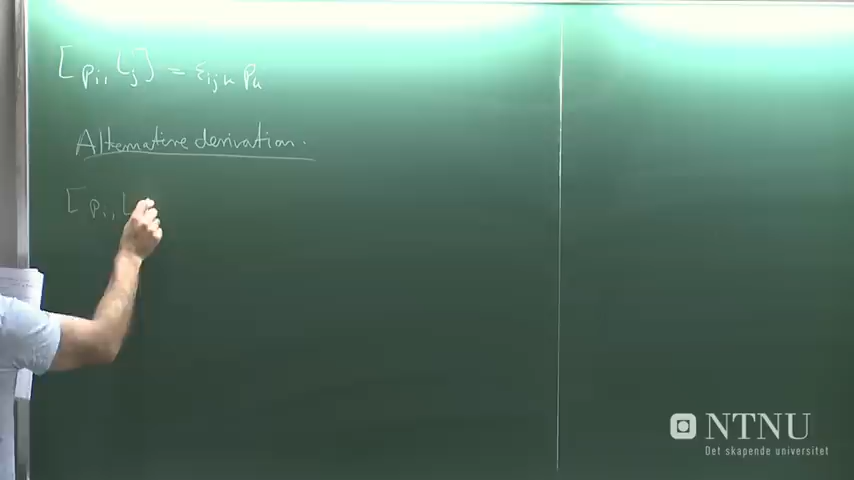 [p_i, L_j] = ε_ijk p_k
Alternative derivation.
[p_i, L
NTNU
Det skapende universitet